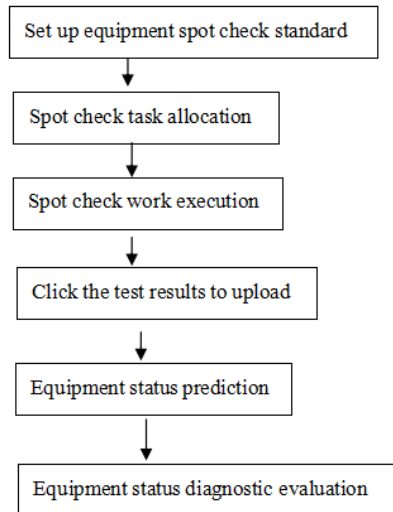 Set up equipment spot check standard
Spot check task allocation
Spot check work execution
Click the test results to upload
Equipment status prediction
Equipment status diagnostic evaluation